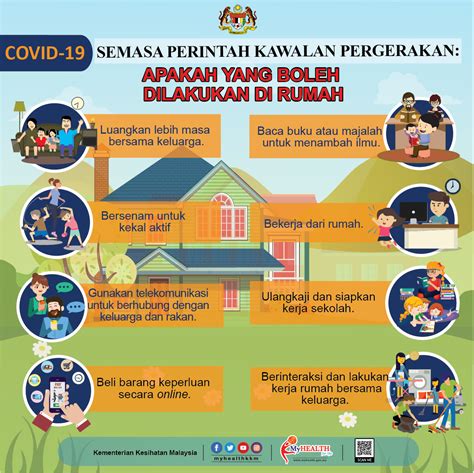 COVID-19
SEMASA PERINTAH KAWALAN PERGERAKAN:
APAKAH YANG BOLEH
DILAKUKAN DI RUMAH
Luangkan lebih masa
bersama keluarga.
Baca buku atau majalah
untuk menambah ilmu.
Bersenam untuk
kekal aktif
Bekerja dari rumah.
Gunakan telekomunikasi
untuk berhubung dengan
keluarga dan rakan.
Ulangkaji dan siapkan
kerja sekolah.
Beli barang keperluan
secara online.
Berinteraksi dan lakukan
kerja rumah bersama
keluarga.
Kementerian Kesihatan Malaysia
myhealthkkm
MyHEALTH
SCAN ME